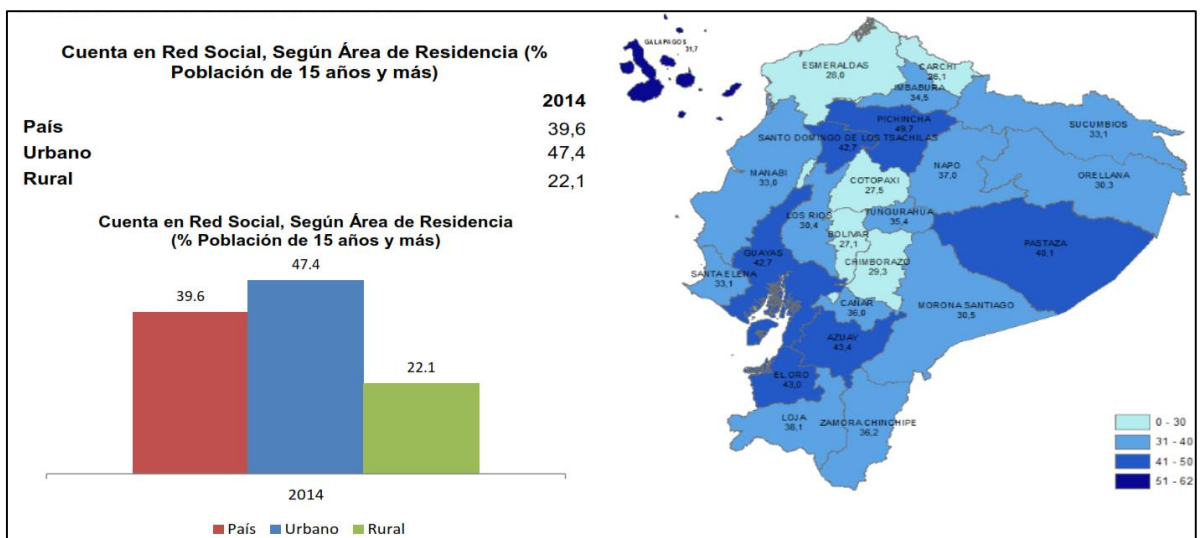 Cuenta en Red Social, Según Área de Residencia (%
Población de 15 años y más)
2014
País 39,6
Urbano 47,4
Rural 22,1
Cuenta en Red Social, Según Área de Residencia
(% Población de 15 años y más)
47.4
39.6
22.1
2014
País Urbano Rural
GALAPAGOS
31,7
ESMERALDAS
28,0
CARCHI
26,1
IMBABURA
34,5
PICHINCHA
49,7
SUCUMBIOS
33,1
SANTO DOMINGO DE LOS TSACHILAS
42,7
NAPO
37,0
ORELLANA
30,3
MANABI
33,0
COTOPAXI
27,5
LOS RIOS
30,4
TUNGURAHUA
35,4
BOLIVAR
27,1
PASTAZA
40,1
GUAYAS
42,7
CHIMBORAZO
29,3
SANTA ELENA
33,1
CAÑAR
36,0
MORONA SANTIAGO
30,5
AZUAY
43,4
EL ORO
43,0
LOJA
38,1
ZAMORA CHINCHIPE
36,2
0 - 30
31 - 40
41 - 50
51 - 62